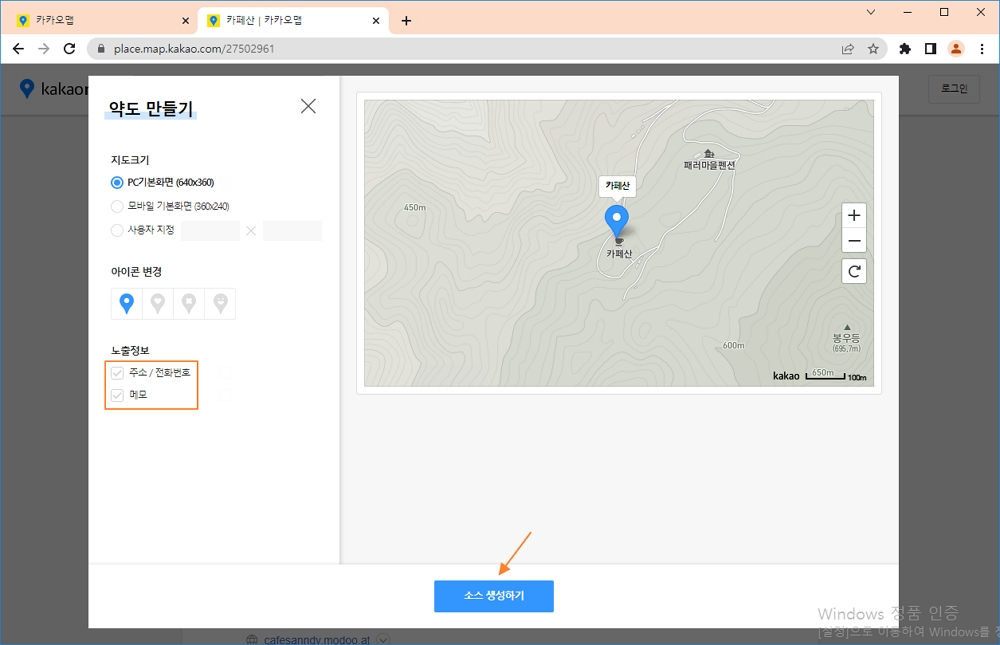 카카오맵
카페산 | 카카오맵
place.map.kakao.com/27502961
kakao
로그인
약도 만들기
지도크기
PC기본화면 (640x360)
모바일 기본화면 (360x240)
사용자 지정
아이콘 변경
노출정보
주소 / 전화번호
메모
패러마을펜션
카페산
카페산
450m
600m
봉우등
(695.7m)
650m
kakao
100m
소스 생성하기
Windows 정품 인증
[설정]으로 이동하여 Windows를 정
cafesanndy.modoo.at